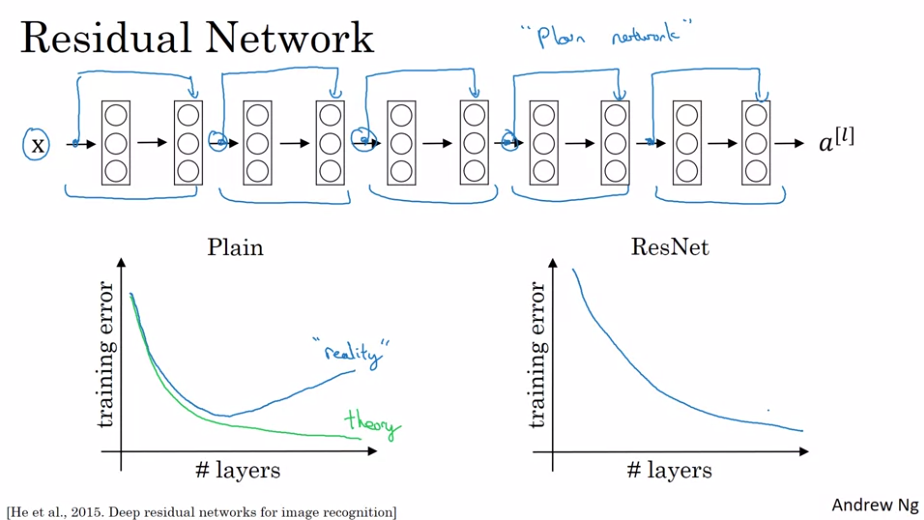 Residual Network
"Plain network"
x
a[l]
Plain
ResNet
training error
"reality"
theory
# layers
training error
# layers
[He et al., 2015. Deep residual networks for image recognition]
Andrew Ng